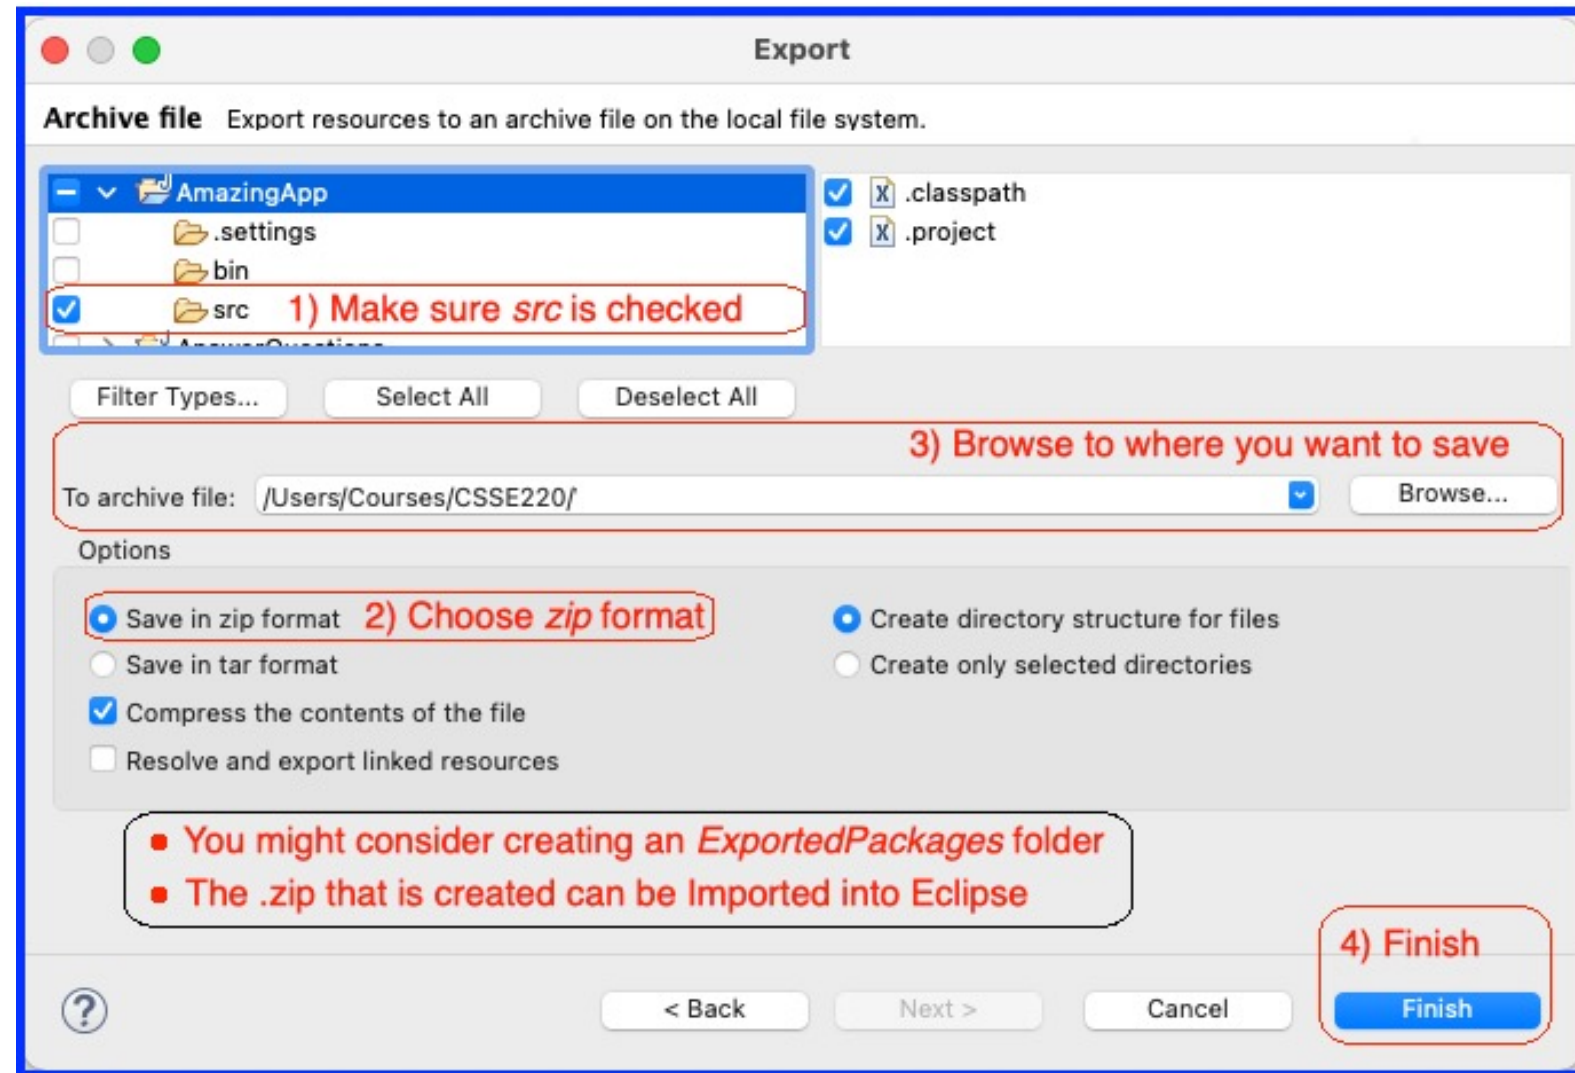 Export
Archive file Export resources to an archive file on the local file system.
AmazingApp
.settings
bin
src 1) Make sure src is checked
AnswerQuestions
.classpath
.project
Filter Types... Select All Deselect All
3) Browse to where you want to save
To archive file: /Users/Courses/CSSE220/' Browse...
Options
Save in zip format 2) Choose zip format
Save in tar format
Compress the contents of the file
Resolve and export linked resources
Create directory structure for files
Create only selected directories
• You might consider creating an ExportedPackages folder
• The .zip that is created can be Imported into Eclipse
4) Finish
? < Back Next > Cancel Finish